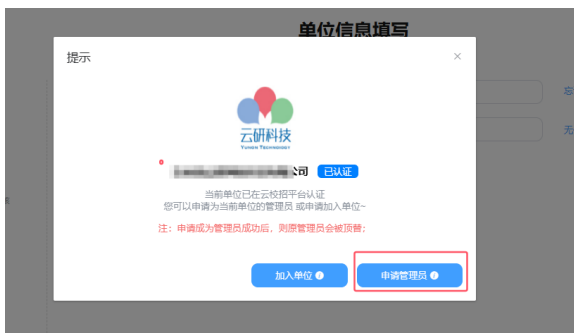 单位信息填写
提示
云研科技
公司 已认证
当前单位已在云校招平台认证
您可以申请为当前单位的管理员 或申请加入单位~
注：申请成为管理员成功后，则原管理员会被顶替；
加入单位
申请管理员
忘
无